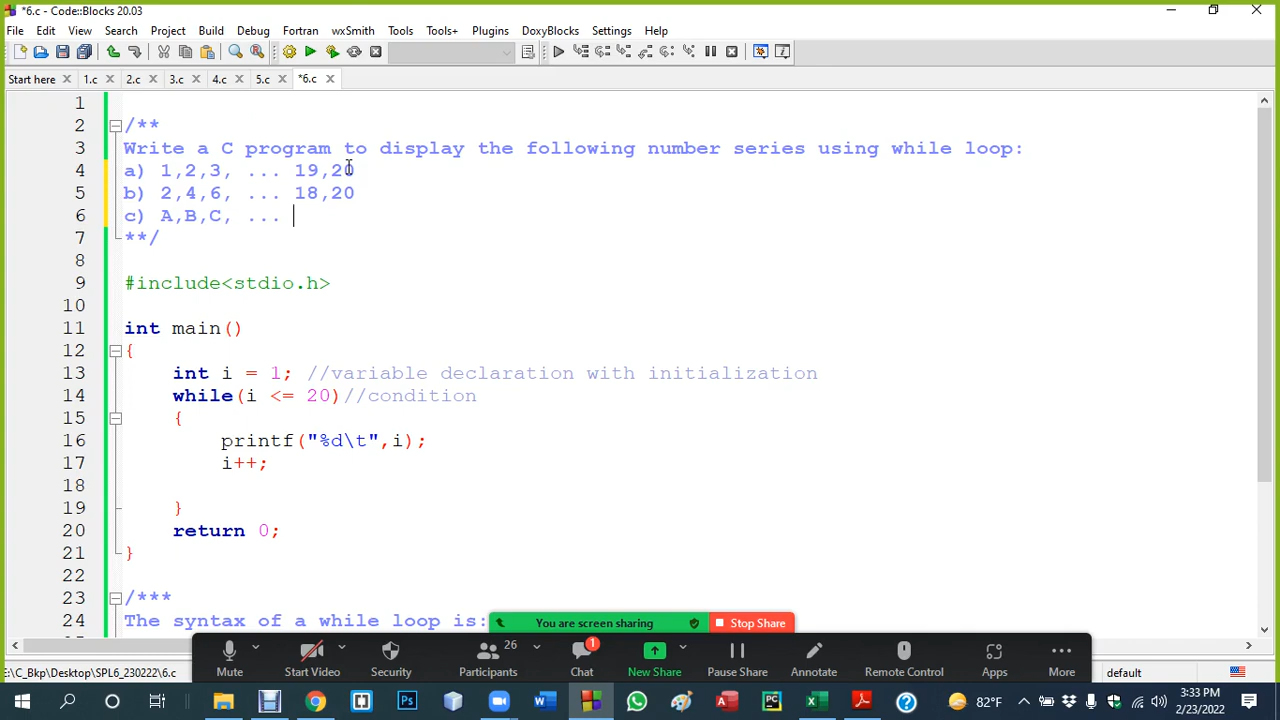 *6.c - Code::Blocks 20.03
File Edit View Search Project Build Debug Fortran wxSmith Tools Tools+ Plugins DoxyBlocks Settings Help
Start here 1.c 2.c 3.c 4.c 5.c *6.c
1
2 /**
3 Write a C program to display the following number series using while loop:
4 a) 1,2,3, ... 19,20
5 b) 2,4,6, ... 18,20
6 c) A,B,C, ...
7 **/
8
9 #include<stdio.h>
10
11 int main()
12 {
13 int i = 1; //variable declaration with initialization
14 while(i <= 20)//condition
15 {
16 printf("%d\t",i);
17 i++;
18
19 }
20 return 0;
21 }
22
23 /***
24 The syntax of a while loop is:
You are screen sharing Stop Share
1 26
Mute Start Video Security Participants Chat New Share Pause Share Annotate Remote Control Apps More
E:\C_Bkp\Desktop\SPL6_230222\6.c default
82°F 3:33 PM
2/23/2022